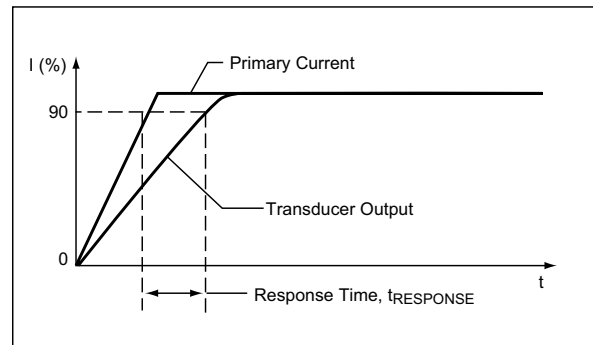 I (%)
Primary Current
90
Transducer Output
0
t
Response Time, tRESPONSE